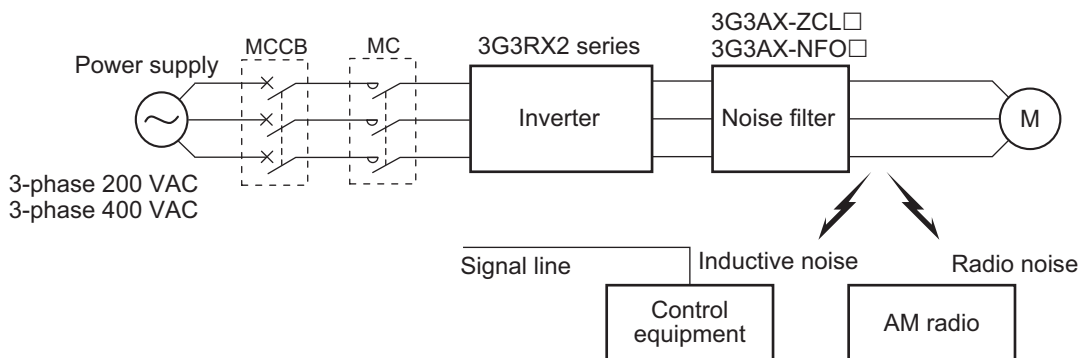 3G3AX-ZCL□
MCCB
MC
3G3RX2 series
3G3AX-NFO□
Power supply
Inverter
Noise filter
M
3-phase 200 VAC
3-phase 400 VAC
Signal line
Inductive noise
Radio noise
Control
equipment
AM radio